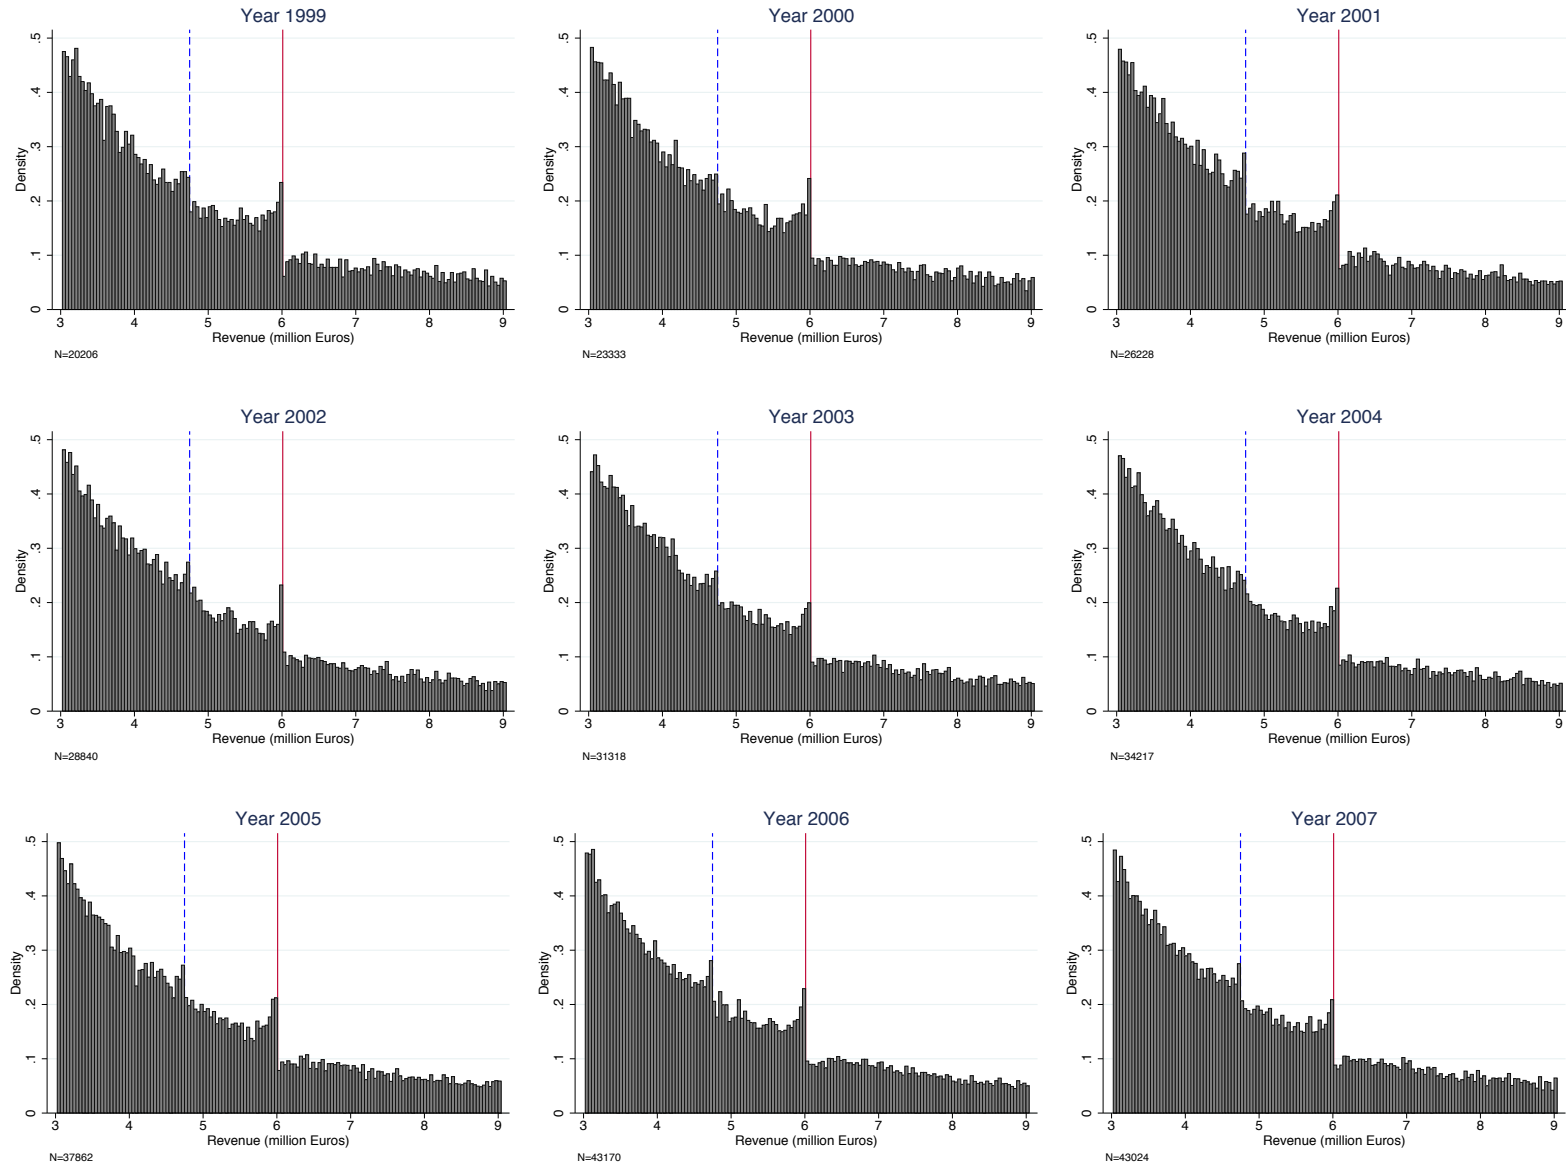 Year 1999
.5
.4
.3
.2
.1
0
Density
3 4 5 6 7 8 9
Revenue (million Euros)
N=20206
Year 2000
.5
.4
.3
.2
.1
0
Density
3 4 5 6 7 8 9
Revenue (million Euros)
N=23333
Year 2001
.5
.4
.3
.2
.1
0
Density
3 4 5 6 7 8 9
Revenue (million Euros)
N=26228
Year 2002
.5
.4
.3
.2
.1
0
Density
3 4 5 6 7 8 9
Revenue (million Euros)
N=28840
Year 2003
.5
.4
.3
.2
.1
0
Density
3 4 5 6 7 8 9
Revenue (million Euros)
N=31318
Year 2004
.5
.4
.3
.2
.1
0
Density
3 4 5 6 7 8 9
Revenue (million Euros)
N=34217
Year 2005
.5
.4
.3
.2
.1
0
Density
3 4 5 6 7 8 9
Revenue (million Euros)
N=37862
Year 2006
.5
.4
.3
.2
.1
0
Density
3 4 5 6 7 8 9
Revenue (million Euros)
N=43170
Year 2007
.5
.4
.3
.2
.1
0
Density
3 4 5 6 7 8 9
Revenue (million Euros)
N=43024